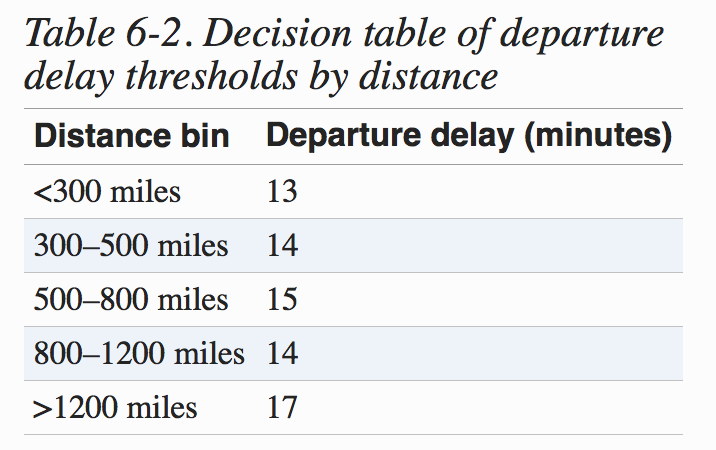 Table 6-2. Decision table of departure
delay thresholds by distance
Distance bin Departure delay (minutes)
<300 miles 13
300–500 miles 14
500–800 miles 15
800–1200 miles 14
>1200 miles 17